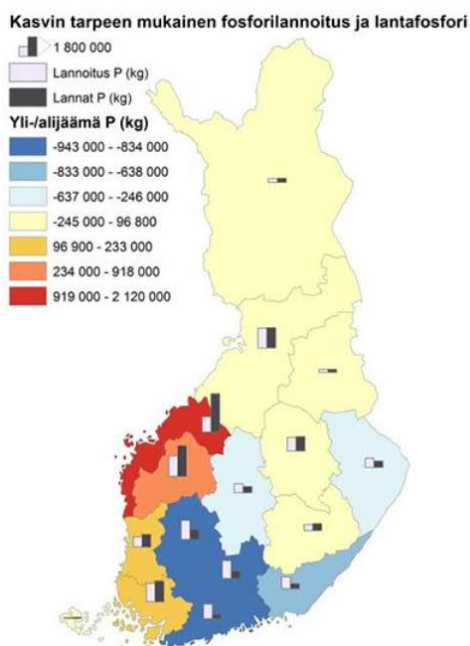 Kasvin tarpeen mukainen fosforilannoitus ja lantafosfori
1 800 000
Lannoitus P (kg)
Lannat P (kg)
Yli-/alijäämä P (kg)
-943 000 - -834 000
-833 000 - -638 000
-637 000 - -246 000
-245 000 - 96 800
96 900 - 233 000
234 000 - 918 000
919 000 - 2 120 000